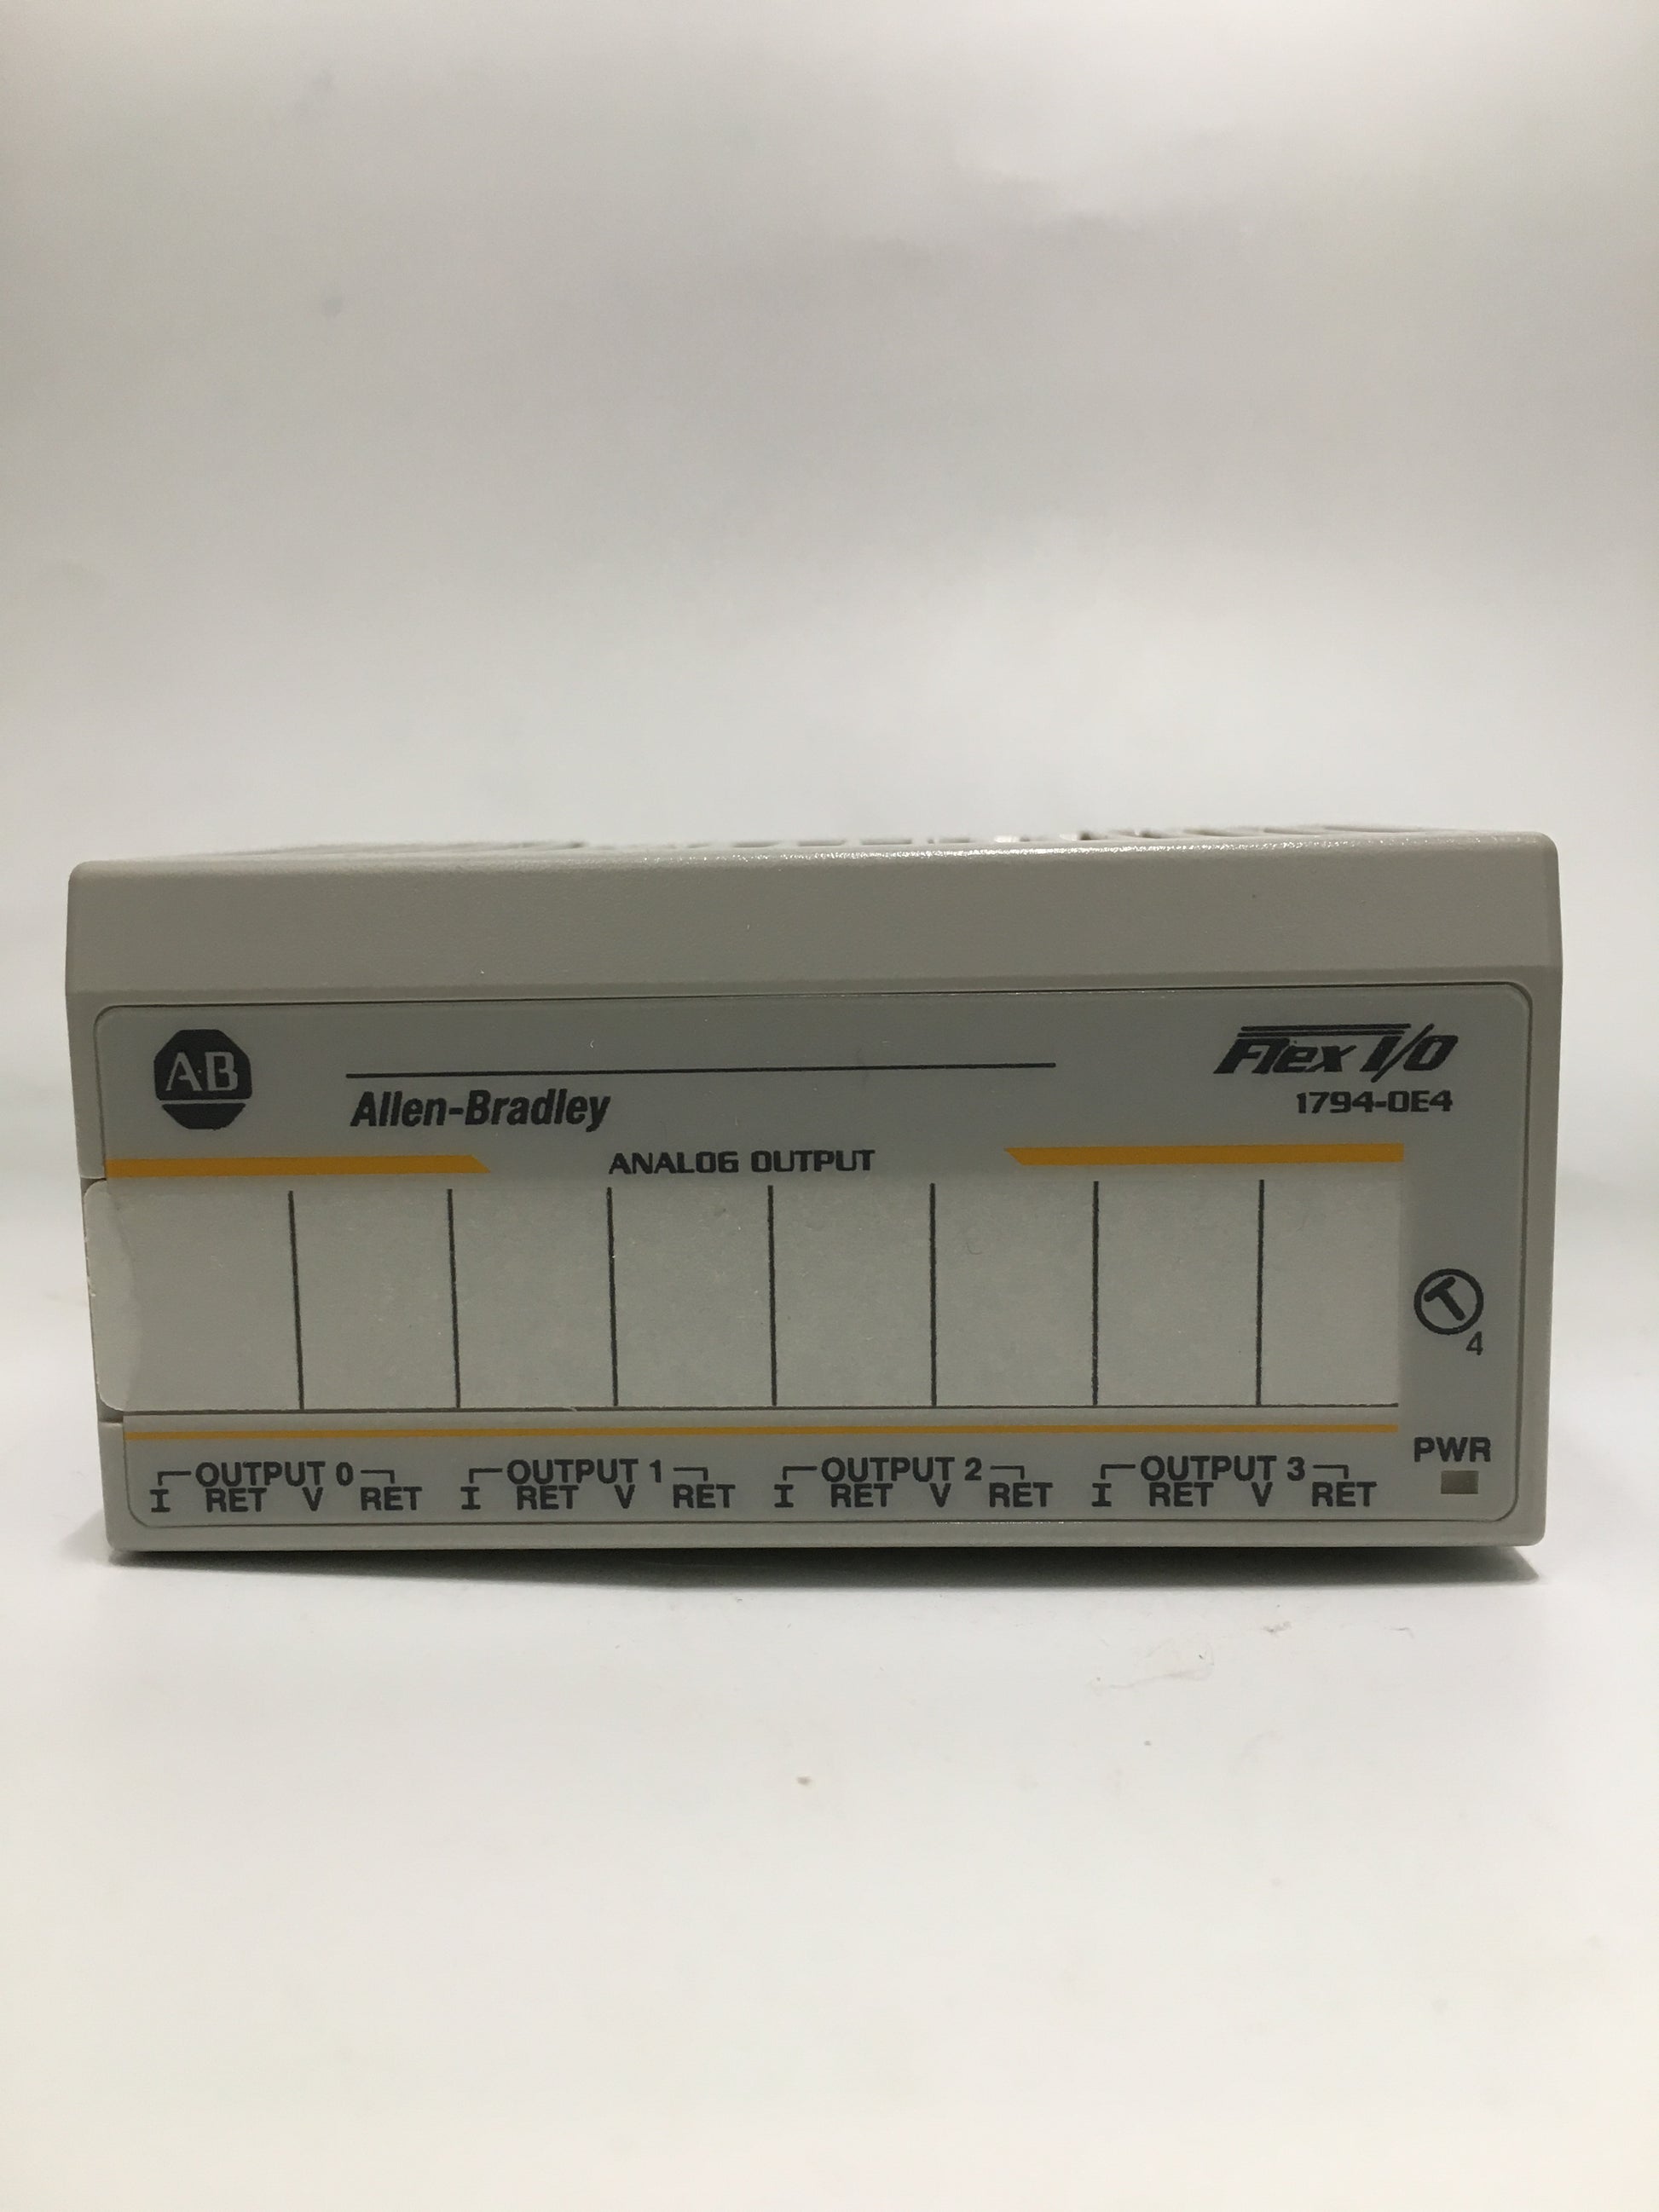 AB
Allen-Bradley
Flex I/O
1794-OE4
ANALOG OUTPUT
4
PWR
OUTPUT 0 OUTPUT 1 OUTPUT 2 OUTPUT 3
I RET V RET I RET V RET I RET V RET I RET V RET